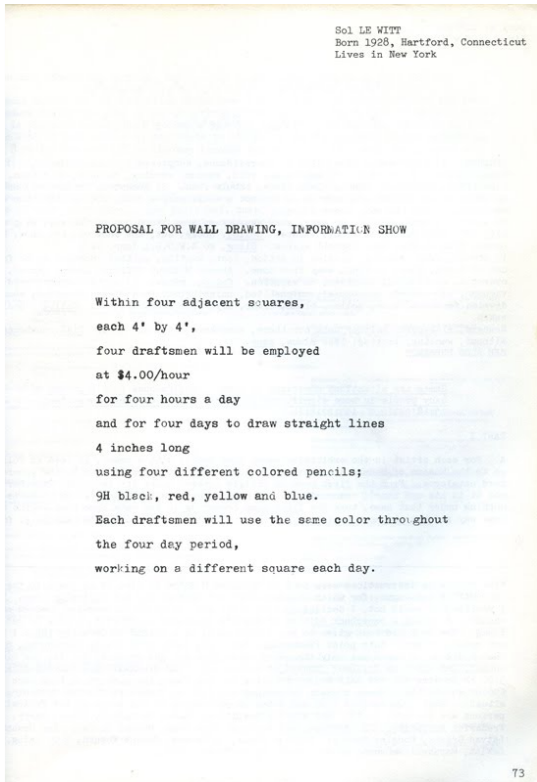 Sol LE WITT
Born 1928, Hartford, Connecticut
Lives in New York
PROPOSAL FOR WALL DRAWING, INFORMATION SHOW
Within four adjacent squares,
each 4' by 4',
four draftsmen will be employed
at $4.00/hour
for four hours a day
and for four days to draw straight lines
4 inches long
using four different colored pencils;
9H black, red, yellow and blue.
Each draftsmen will use the same color throughout
the four day period,
working on a different square each day.
73